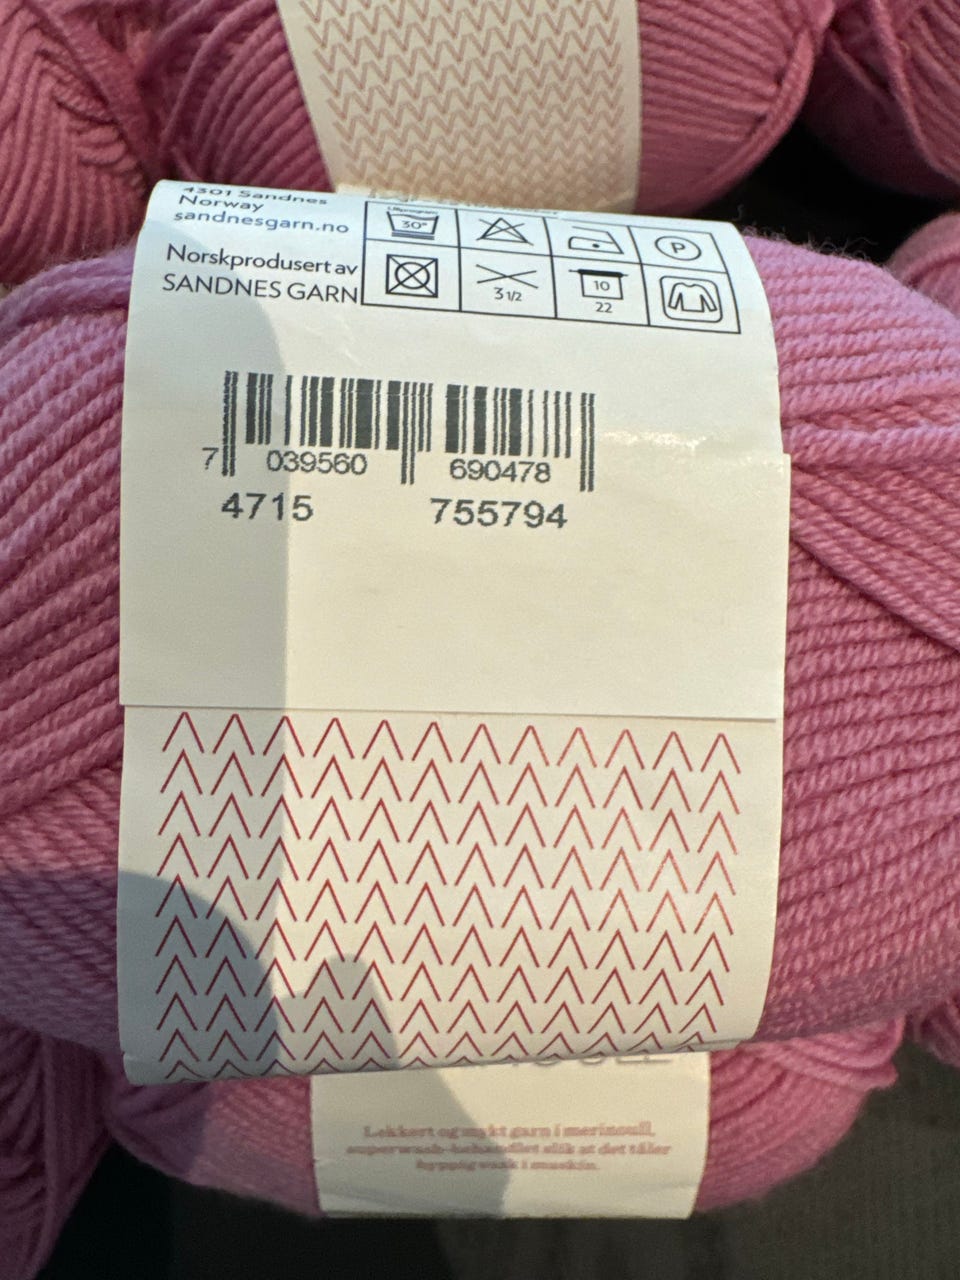 4301 Sandnes
Norway
sandnesgarn.no
Norskprodusert av
SANDNES GARN
Ullprogram
30°
P
3 1/2
10
22
7 039560 690478
4715 755794
Lekkert og mykt garn i merinoull,
superwash-behandlet slik at det tåler
hyppig vask i maskin.